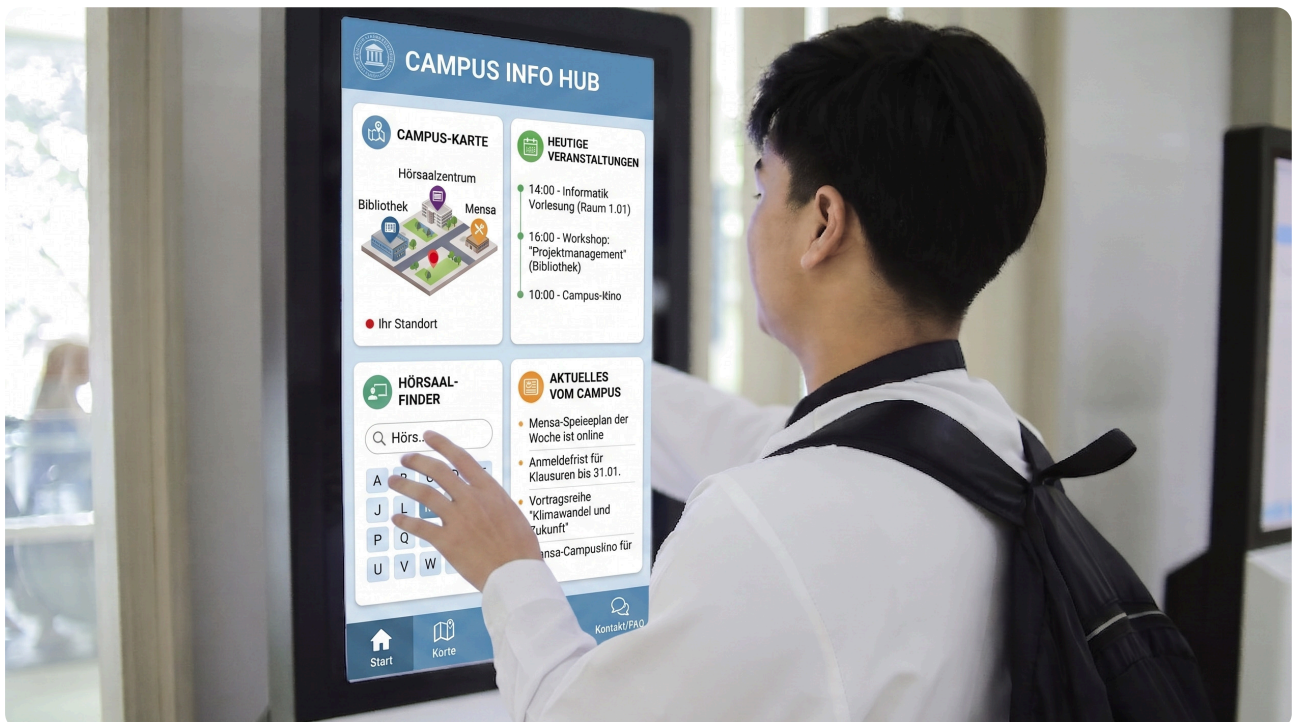 CAMPUS INFO HUB
CAMPUS-KARTE
Hörsaalzentrum
Bibliothek
Mensa
Ihr Standort
HEUTIGE
VERANSTALTUNGEN
14:00 - Informatik
Vorlesung (Raum 1.01)
16:00 - Workshop:
"Projektmanagement"
(Bibliothek)
10:00 - Campus-Kino
HÖRSAAL-
FINDER
Hörs...
A B
J L
P Q
U V W
AKTUELLES
VOM CAMPUS
Mensa-Speieeplan der
Woche ist online
Anmeldefrist für
Klausuren bis 31.01.
Vortragsreihe
"Klimawandel und
Zukunft"
für
Start
Korte
Kontakt/FAQ